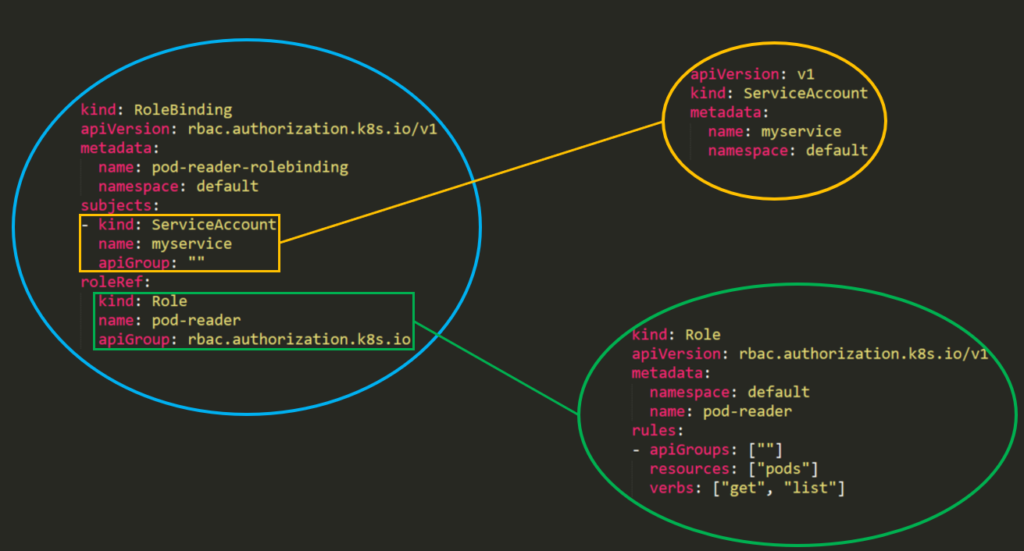 kind: RoleBinding
apiVersion: rbac.authorization.k8s.io/v1
metadata:
  name: pod-reader-rolebinding
  namespace: default
subjects:
- kind: ServiceAccount
  name: myservice
  apiGroup: ""
roleRef:
  kind: Role
  name: pod-reader
  apiGroup: rbac.authorization.k8s.io
apiVersion: v1
kind: ServiceAccount
metadata:
  name: myservice
  namespace: default
kind: Role
apiVersion: rbac.authorization.k8s.io/v1
metadata:
  namespace: default
  name: pod-reader
rules:
- apiGroups: [""]
  resources: ["pods"]
  verbs: ["get", "list"]